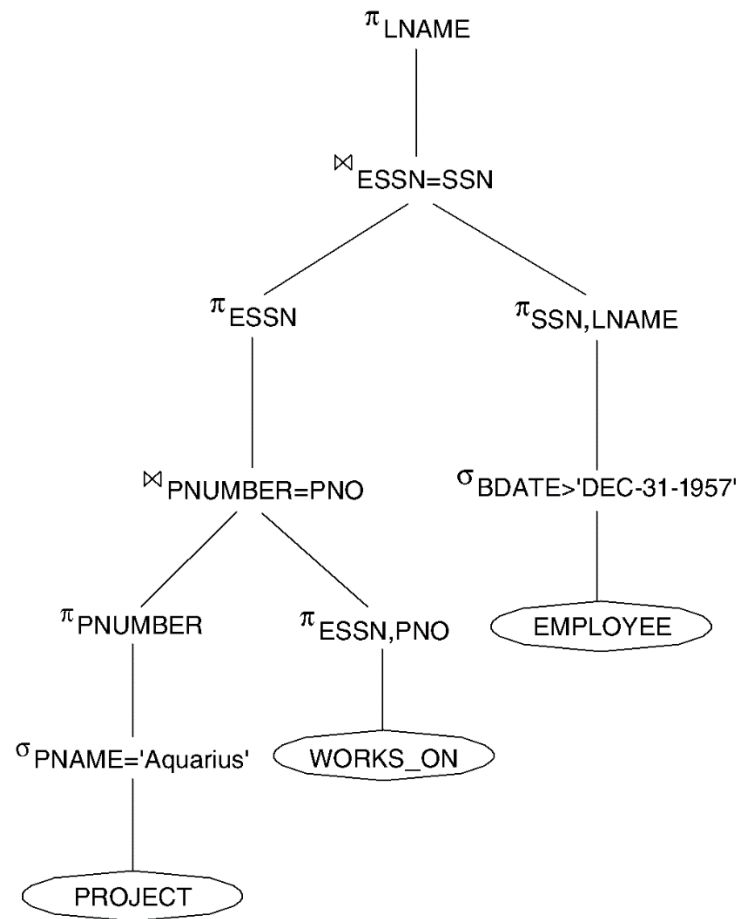 π LNAME
⋈ ESSN=SSN
π ESSN
π SSN,LNAME
⋈ PNUMBER=PNO
σ BDATE>'DEC-31-1957'
π PNUMBER
π ESSN,PNO
EMPLOYEE
σ PNAME='Aquarius'
WORKS_ON
PROJECT